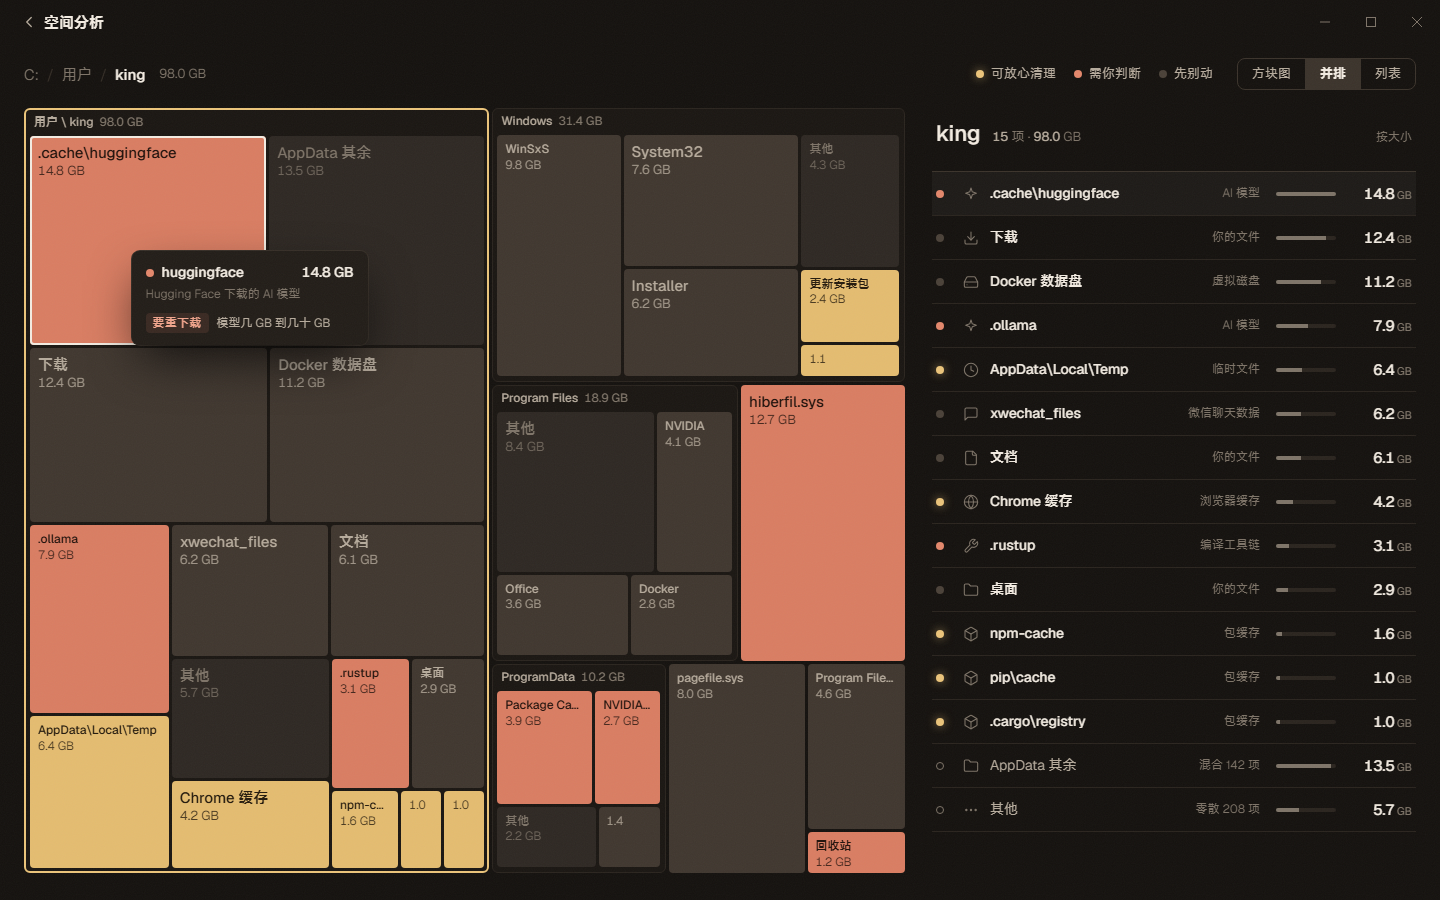 空间分析
C: / 用户 / king 98.0 GB
可放心清理 需你判断 先别动 方块图 并排 列表
用户 \ king 98.0 GB
.cache\huggingface
14.8 GB
AppData 其余
13.5 GB
huggingface 14.8 GB
Hugging Face 下载的 AI 模型
要重下载 模型几 GB 到几十 GB
下载
12.4 GB
Docker 数据盘
11.2 GB
.ollama
7.9 GB
xwechat_files
6.2 GB
文档
6.1 GB
其他
5.7 GB
.rustup
3.1 GB
桌面
2.9 GB
AppData\Local\Temp
6.4 GB
Chrome 缓存
4.2 GB
npm-c...
1.6 GB
1.0
1.0
Windows 31.4 GB
WinSxS
9.8 GB
System32
7.6 GB
其他
4.3 GB
Installer
6.2 GB
更新安装包
2.4 GB
1.1
Program Files 18.9 GB
其他
8.4 GB
NVIDIA
4.1 GB
Office
3.6 GB
Docker
2.8 GB
hiberfil.sys
12.7 GB
ProgramData 10.2 GB
Package Ca...
3.9 GB
NVIDIA...
2.7 GB
其他
2.2 GB
1.4
pagefile.sys
8.0 GB
Program File...
4.6 GB
回收站
1.2 GB
king 15 项 · 98.0 GB 按大小
.cache\huggingface AI 模型 14.8 GB
下载 你的文件 12.4 GB
Docker 数据盘 虚拟磁盘 11.2 GB
.ollama AI 模型 7.9 GB
AppData\Local\Temp 临时文件 6.4 GB
xwechat_files 微信聊天数据 6.2 GB
文档 你的文件 6.1 GB
Chrome 缓存 浏览器缓存 4.2 GB
.rustup 编译工具链 3.1 GB
桌面 你的文件 2.9 GB
npm-cache 包缓存 1.6 GB
pip\cache 包缓存 1.0 GB
.cargo\registry 包缓存 1.0 GB
AppData 其余 混合 142 项 13.5 GB
其他 零散 208 项 5.7 GB